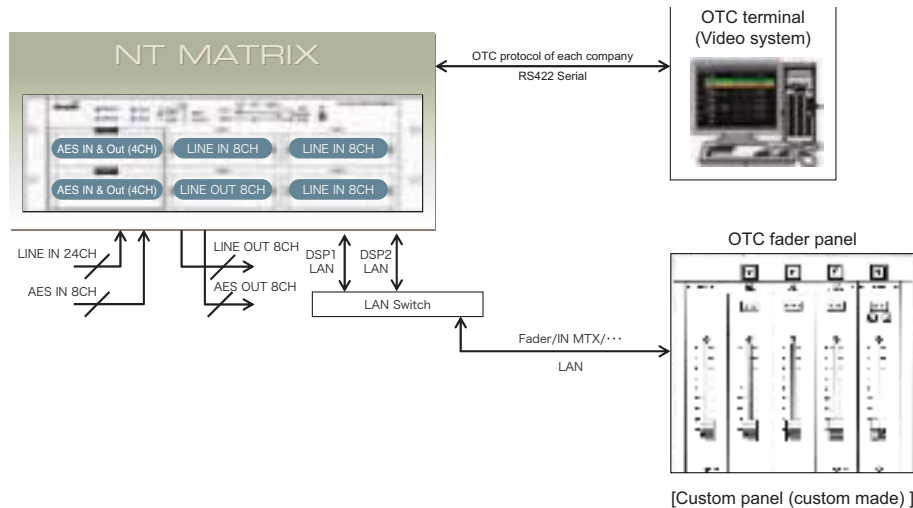 OTC terminal
(Video system)
NT MATRIX
OTC protocol of each company
RS422 Serial
AES IN & Out (4CH)
LINE IN 8CH
LINE IN 8CH
AES IN & Out (4CH)
LINE OUT 8CH
LINE IN 8CH
LINE IN 24CH
AES IN 8CH
LINE OUT 8CH
AES OUT 8CH
DSP1
LAN
DSP2
LAN
LAN Switch
OTC fader panel
Fader/IN MTX/···
LAN
[Custom panel (custom made) ]